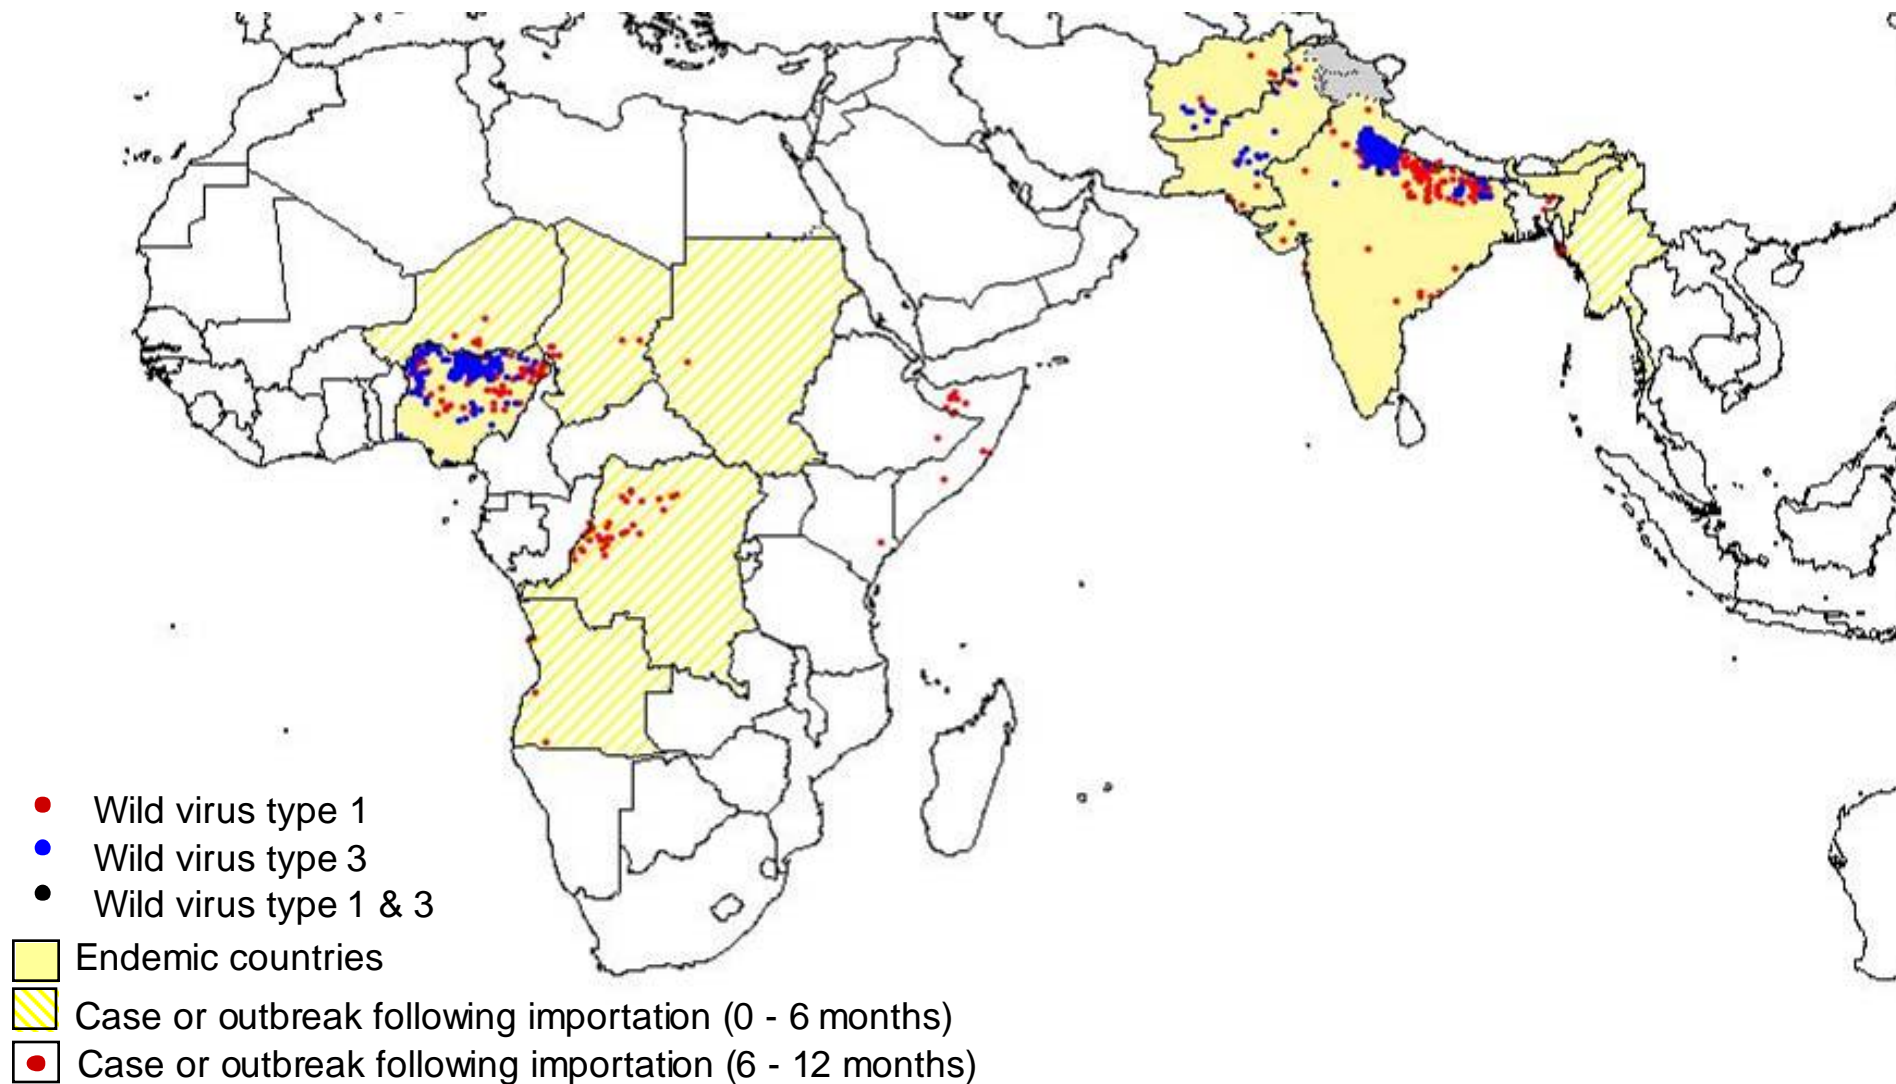 Wild virus type 1
Wild virus type 3
Wild virus type 1 & 3
Endemic countries
Case or outbreak following importation (0 - 6 months)
Case or outbreak following importation (6 - 12 months)